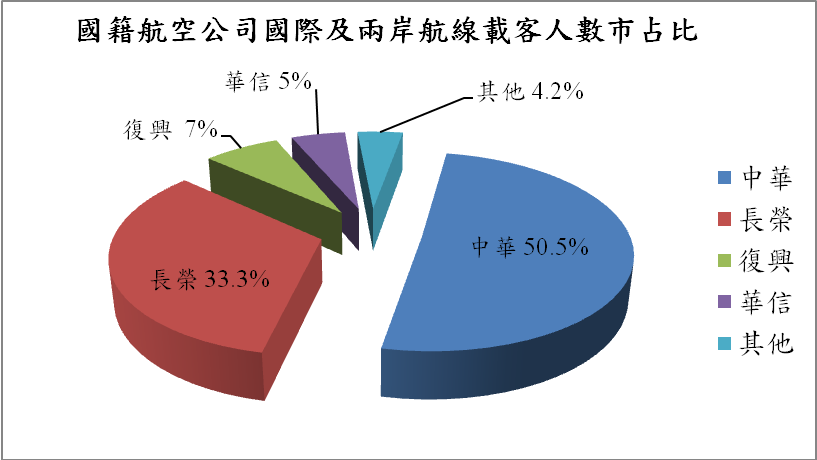 國籍航空公司國際及兩岸航線載客人數市占比
華信 5%
其他 4.2%
復興 7%
中華 50.5%
長榮 33.3%
中華
長榮
復興
華信
其他